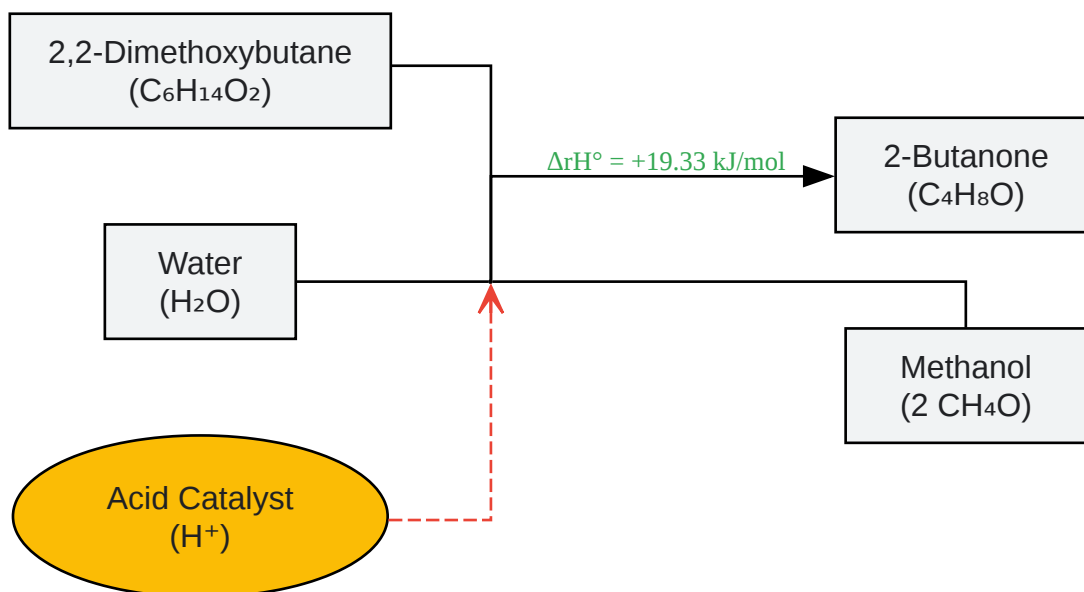 2,2-Dimethoxybutane
(C₆H₁₄O₂)
ΔrH° = +19.33 kJ/mol
2-Butanone
(C₄H₈O)
Water
(H₂O)
Methanol
(2 CH₄O)
Acid Catalyst
(H⁺)